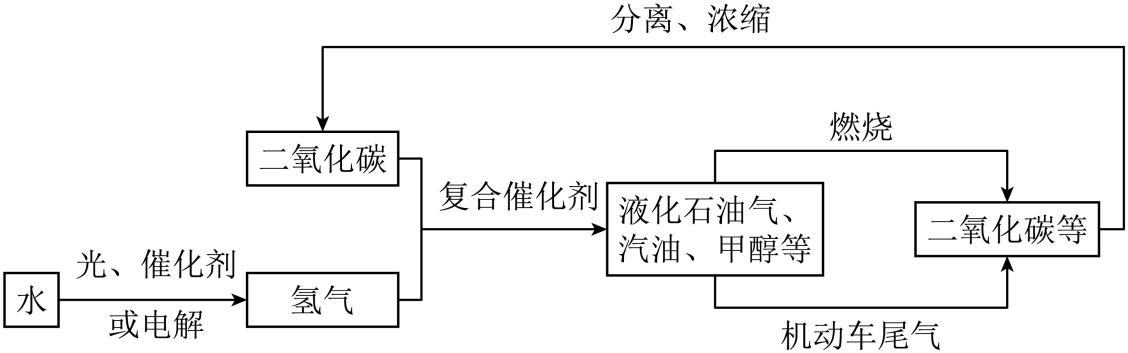 分离、浓缩
二氧化碳
燃烧
复合催化剂
液化石油气、
汽油、甲醇等
二氧化碳等
光、催化剂
水
氢气
或电解
机动车尾气